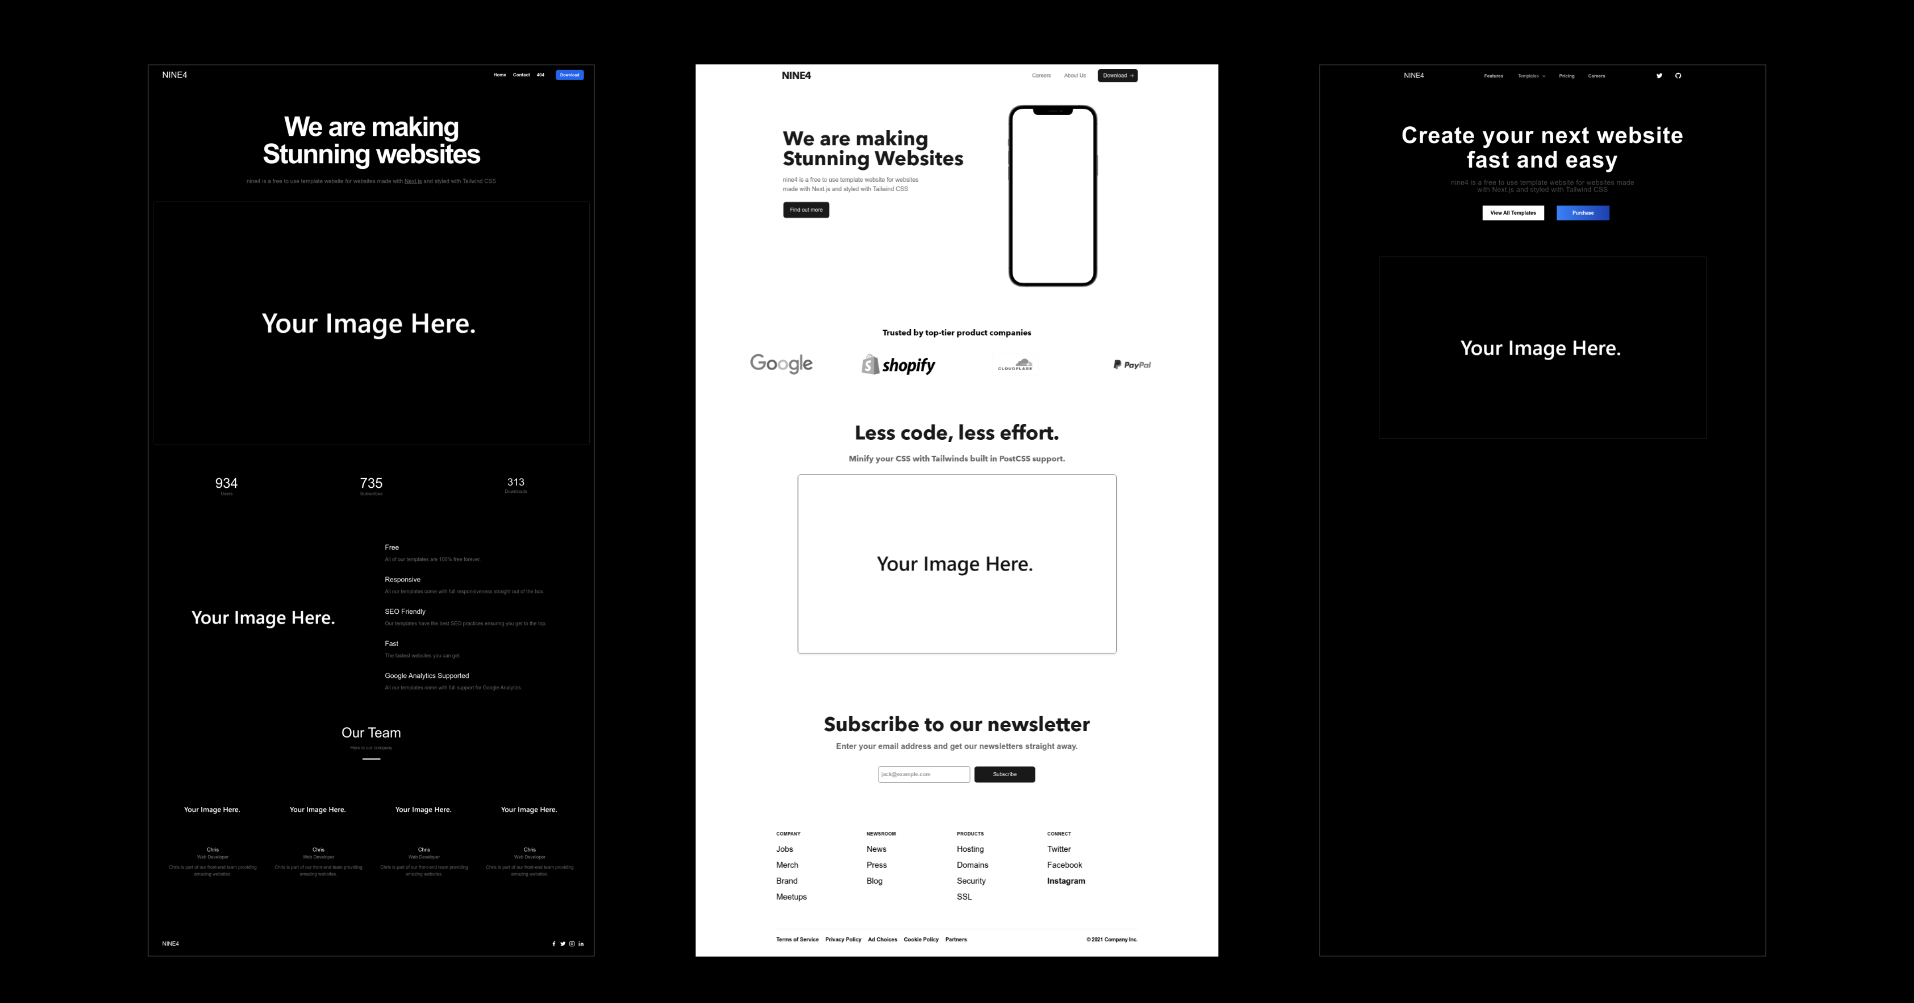 NINE4
Home Contact 404 Download
We are making
Stunning websites
nine4 is a free to use template website for websites made with Next.js and styled with Tailwind CSS
Your Image Here.
934 735 313
Users Subscribes Downloads
Your Image Here.
Free
All of our templates are 100% free forever.
Responsive
All our templates come with full responsiveness straight out of the box.
SEO Friendly
Our templates have the best SEO practices ensuring you get to the top.
Fast
The fastest websites you can get.
Google Analytics Supported
All our templates come with full support for Google Analytics.
Our Team
Here is our company
Your Image Here. Your Image Here. Your Image Here. Your Image Here.
Chris Chris Chris Chris
Web Developer Web Developer Web Developer Web Developer
Chris is part of our front-end team providing
amazing websites
Chris is part of our front-end team providing
amazing websites
Chris is part of our front-end team providing
amazing websites
Chris is part of our front-end team providing
amazing websites
NINE4
NINE4
Careers About Us Download →
We are making
Stunning Websites
nine4 is a free to use template website for websites
made with Next.js and styled with Tailwind CSS
Find out more
Trusted by top-tier product companies
Google shopify CLOUDFLARE PayPal
Less code, less effort.
Minify your CSS with Tailwinds built in PostCSS support.
Your Image Here.
Subscribe to our newsletter
Enter your email address and get our newsletters straight away.
jack@example.com Subscribe
COMPANY
Jobs
Merch
Brand
Meetups
NEWSROOM
News
Press
Blog
PRODUCTS
Hosting
Domains
Security
SSL
CONNECT
Twitter
Facebook
Instagram
Terms of Service Privacy Policy Ad Choices Cookie Policy Partners © 2021 Company Inc.
NINE4
Features Templates Pricing Careers
Create your next website
fast and easy
nine4 is a free to use template website for websites made
with Next.js and styled with Tailwind CSS
View All Templates Purchase
Your Image Here.